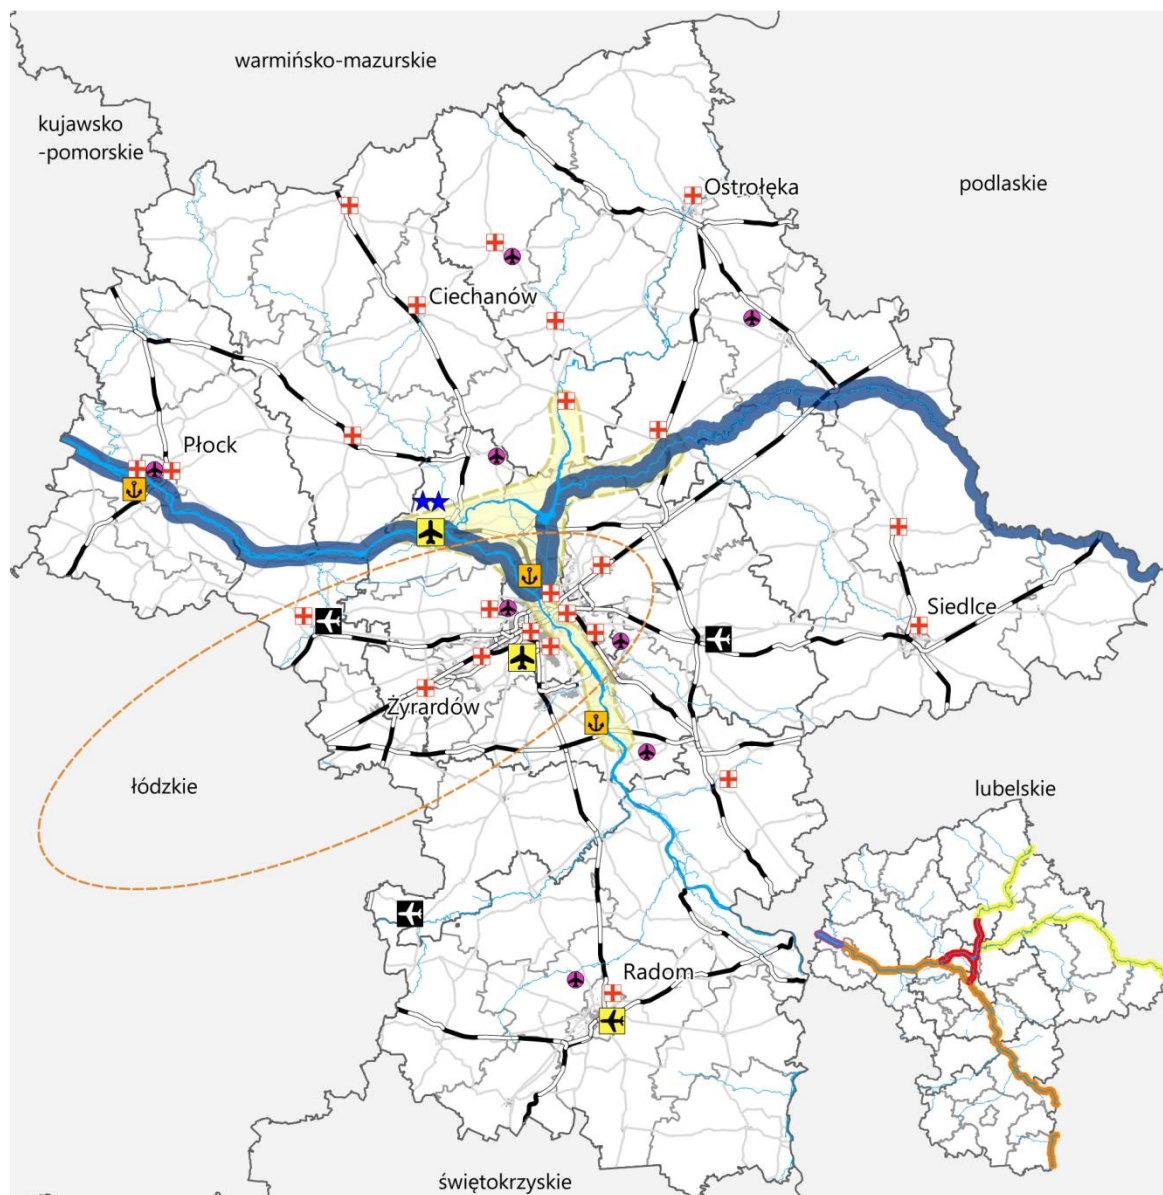 warmińsko-mazurskie
kujawsko
-pomorskie
podlaskie
Ostrołęka
Ciechanów
Płock
Siedlce
Żyrardów
łódzkie
lubelskie
Radom
świętokrzyskie